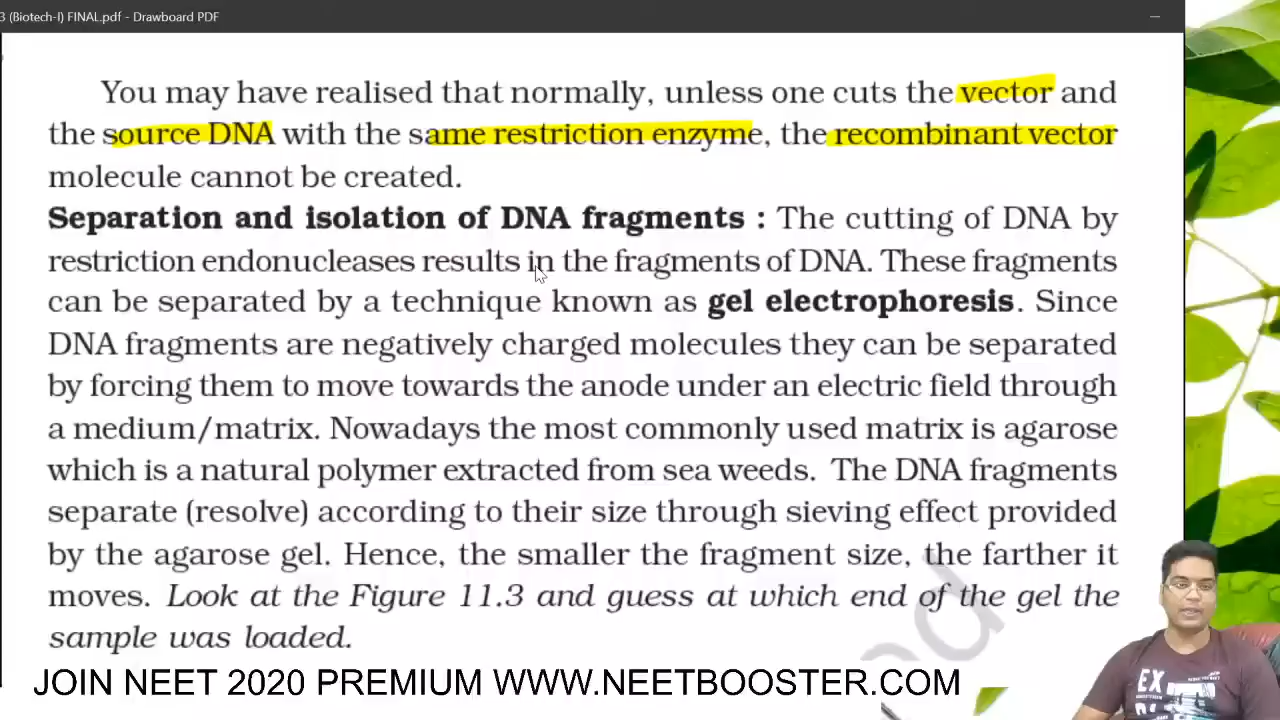 3 (Biotech-I) FINAL.pdf - Drawboard PDF
You may have realised that normally, unless one cuts the vector and
the source DNA with the same restriction enzyme, the recombinant vector
molecule cannot be created.
Separation and isolation of DNA fragments : The cutting of DNA by
restriction endonucleases results in the fragments of DNA. These fragments
can be separated by a technique known as gel electrophoresis. Since
DNA fragments are negatively charged molecules they can be separated
by forcing them to move towards the anode under an electric field through
a medium/matrix. Nowadays the most commonly used matrix is agarose
which is a natural polymer extracted from sea weeds. The DNA fragments
separate (resolve) according to their size through sieving effect provided
by the agarose gel. Hence, the smaller the fragment size, the farther it
moves. Look at the Figure 11.3 and guess at which end of the gel the
sample was loaded.
JOIN NEET 2020 PREMIUM WWW.NEETBOOSTER.COM
EX